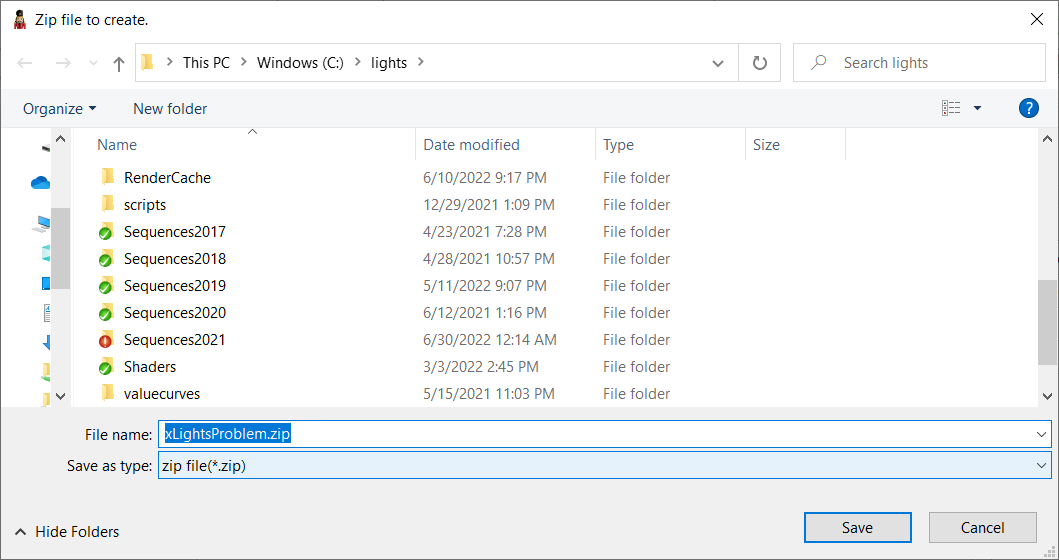 Zip file to create.
This PC > Windows (C:) > lights >
Search lights
Organize New folder
?
Name Date modified Type Size
RenderCache 6/10/2022 9:17 PM File folder
scripts 12/29/2021 1:09 PM File folder
Sequences2017 4/23/2021 7:28 PM File folder
Sequences2018 4/28/2021 10:57 PM File folder
Sequences2019 5/11/2022 9:07 PM File folder
Sequences2020 6/12/2021 1:16 PM File folder
Sequences2021 6/30/2022 12:14 AM File folder
Shaders 3/3/2022 2:45 PM File folder
valuecurves 5/15/2021 11:03 PM File folder
File name: xLightsProblem.zip
Save as type: zip file(*.zip)
Hide Folders Save Cancel